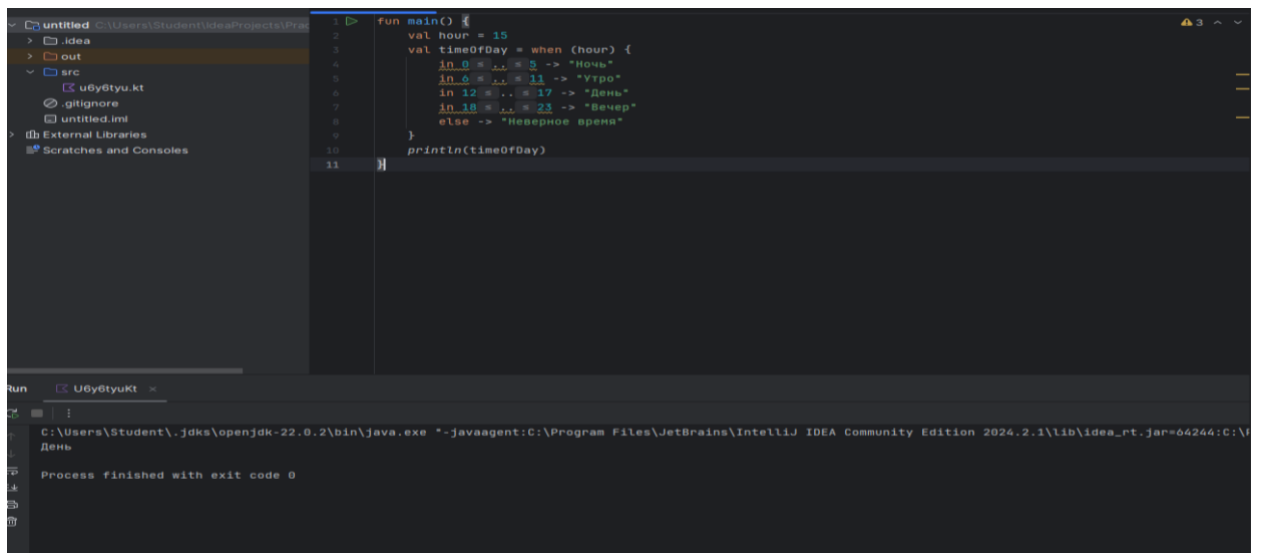 untitled C:\Users\Student\IdeaProjects\Prac
.idea
out
src
u6y6tyu.kt
.gitignore
untitled.iml
External Libraries
Scratches and Consoles
1 fun main() {
2 val hour = 15
3 val timeOfDay = when (hour) {
4 in 0 ≤ .. ≤ 5 -> "Ночь"
5 in 6 ≤ .. ≤ 11 -> "Утро"
6 in 12 ≤ .. ≤ 17 -> "День"
7 in 18 ≤ .. ≤ 23 -> "Вечер"
8 else -> "Неверное время"
9 }
10 println(timeOfDay)
11 }
3
Run U6y6tyuKt
C:\Users\Student\.jdks\openjdk-22.0.2\bin\java.exe "-javaagent:C:\Program Files\JetBrains\IntelliJ IDEA Community Edition 2024.2.1\lib\idea_rt.jar=64244:C:\
День
Process finished with exit code 0